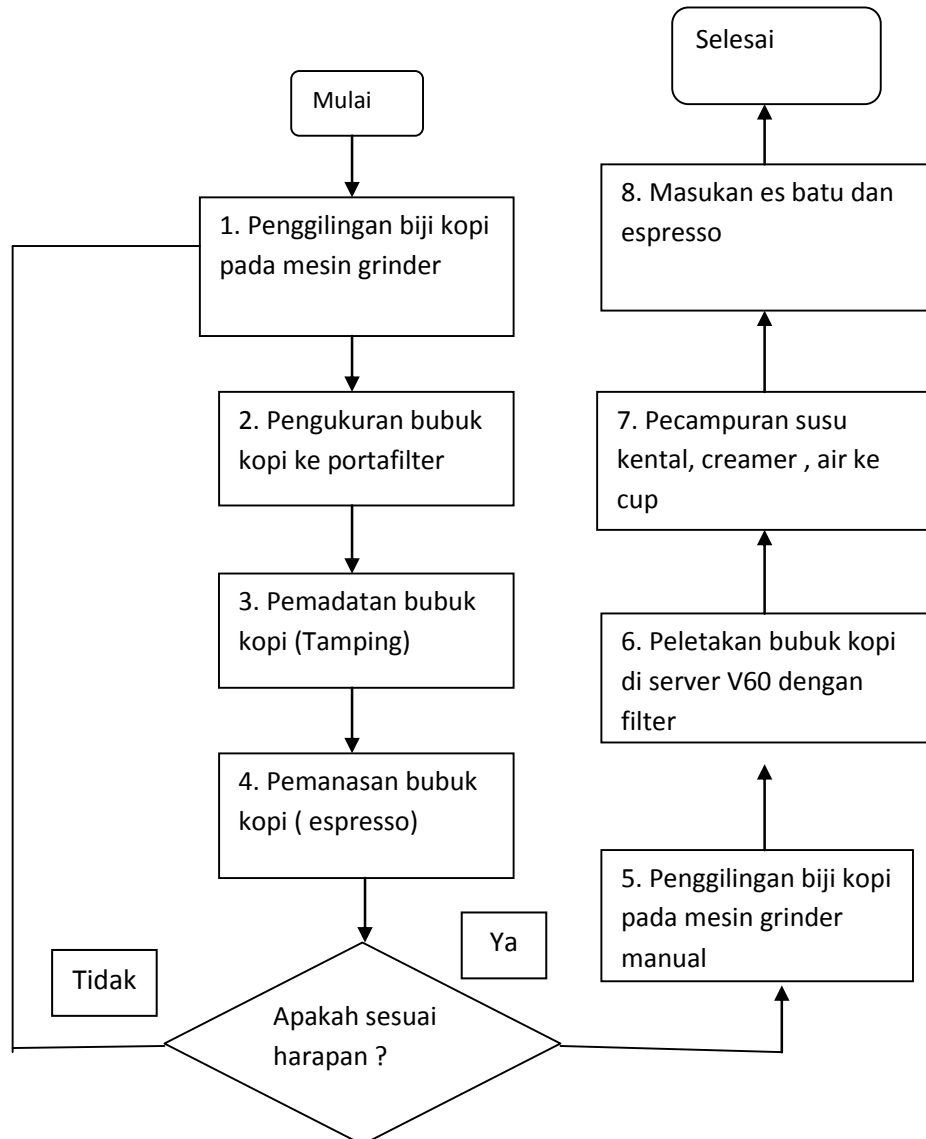 Mulai
1. Penggilingan biji kopi
pada mesin grinder
2. Pengukuran bubuk
kopi ke portafilter
3. Pemadatan bubuk
kopi (Tamping)
4. Pemanasan bubuk
kopi ( espresso)
Apakah sesuai
harapan ?
Tidak
Ya
5. Penggilingan biji kopi
pada mesin grinder
manual
6. Peletakan bubuk kopi
di server V60 dengan
filter
7. Pecampuran susu
kental, creamer , air ke
cup
8. Masukan es batu dan
espresso
Selesai